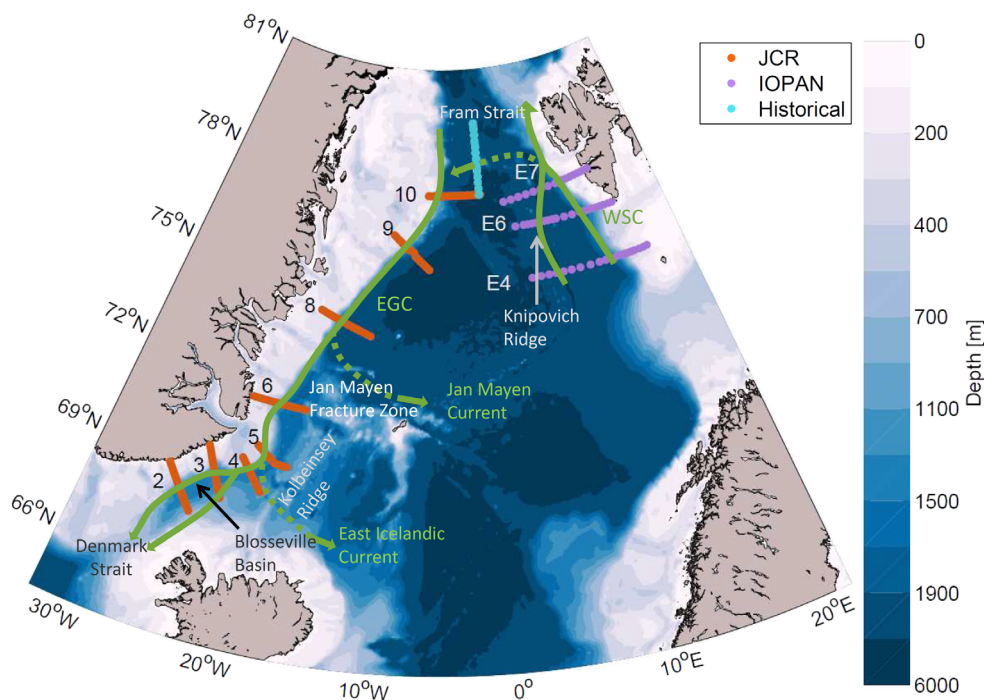 81°N
78°N
75°N
72°N
69°N
66°N
30°W
20°W
10°W
0°
10°E
20°E
JCR
IOPAN
Historical
Fram Strait
E7
10
WSC
E6
9
E4
EGC
8
Knipovich
Ridge
6
Jan Mayen
Fracture Zone
Jan Mayen
Current
5
Kolbeinsey
Ridge
4
3
2
East Icelandic
Current
Denmark
Strait
Blosseville
Basin
0
200
400
700
1100
1500
1900
6000
Depth [m]